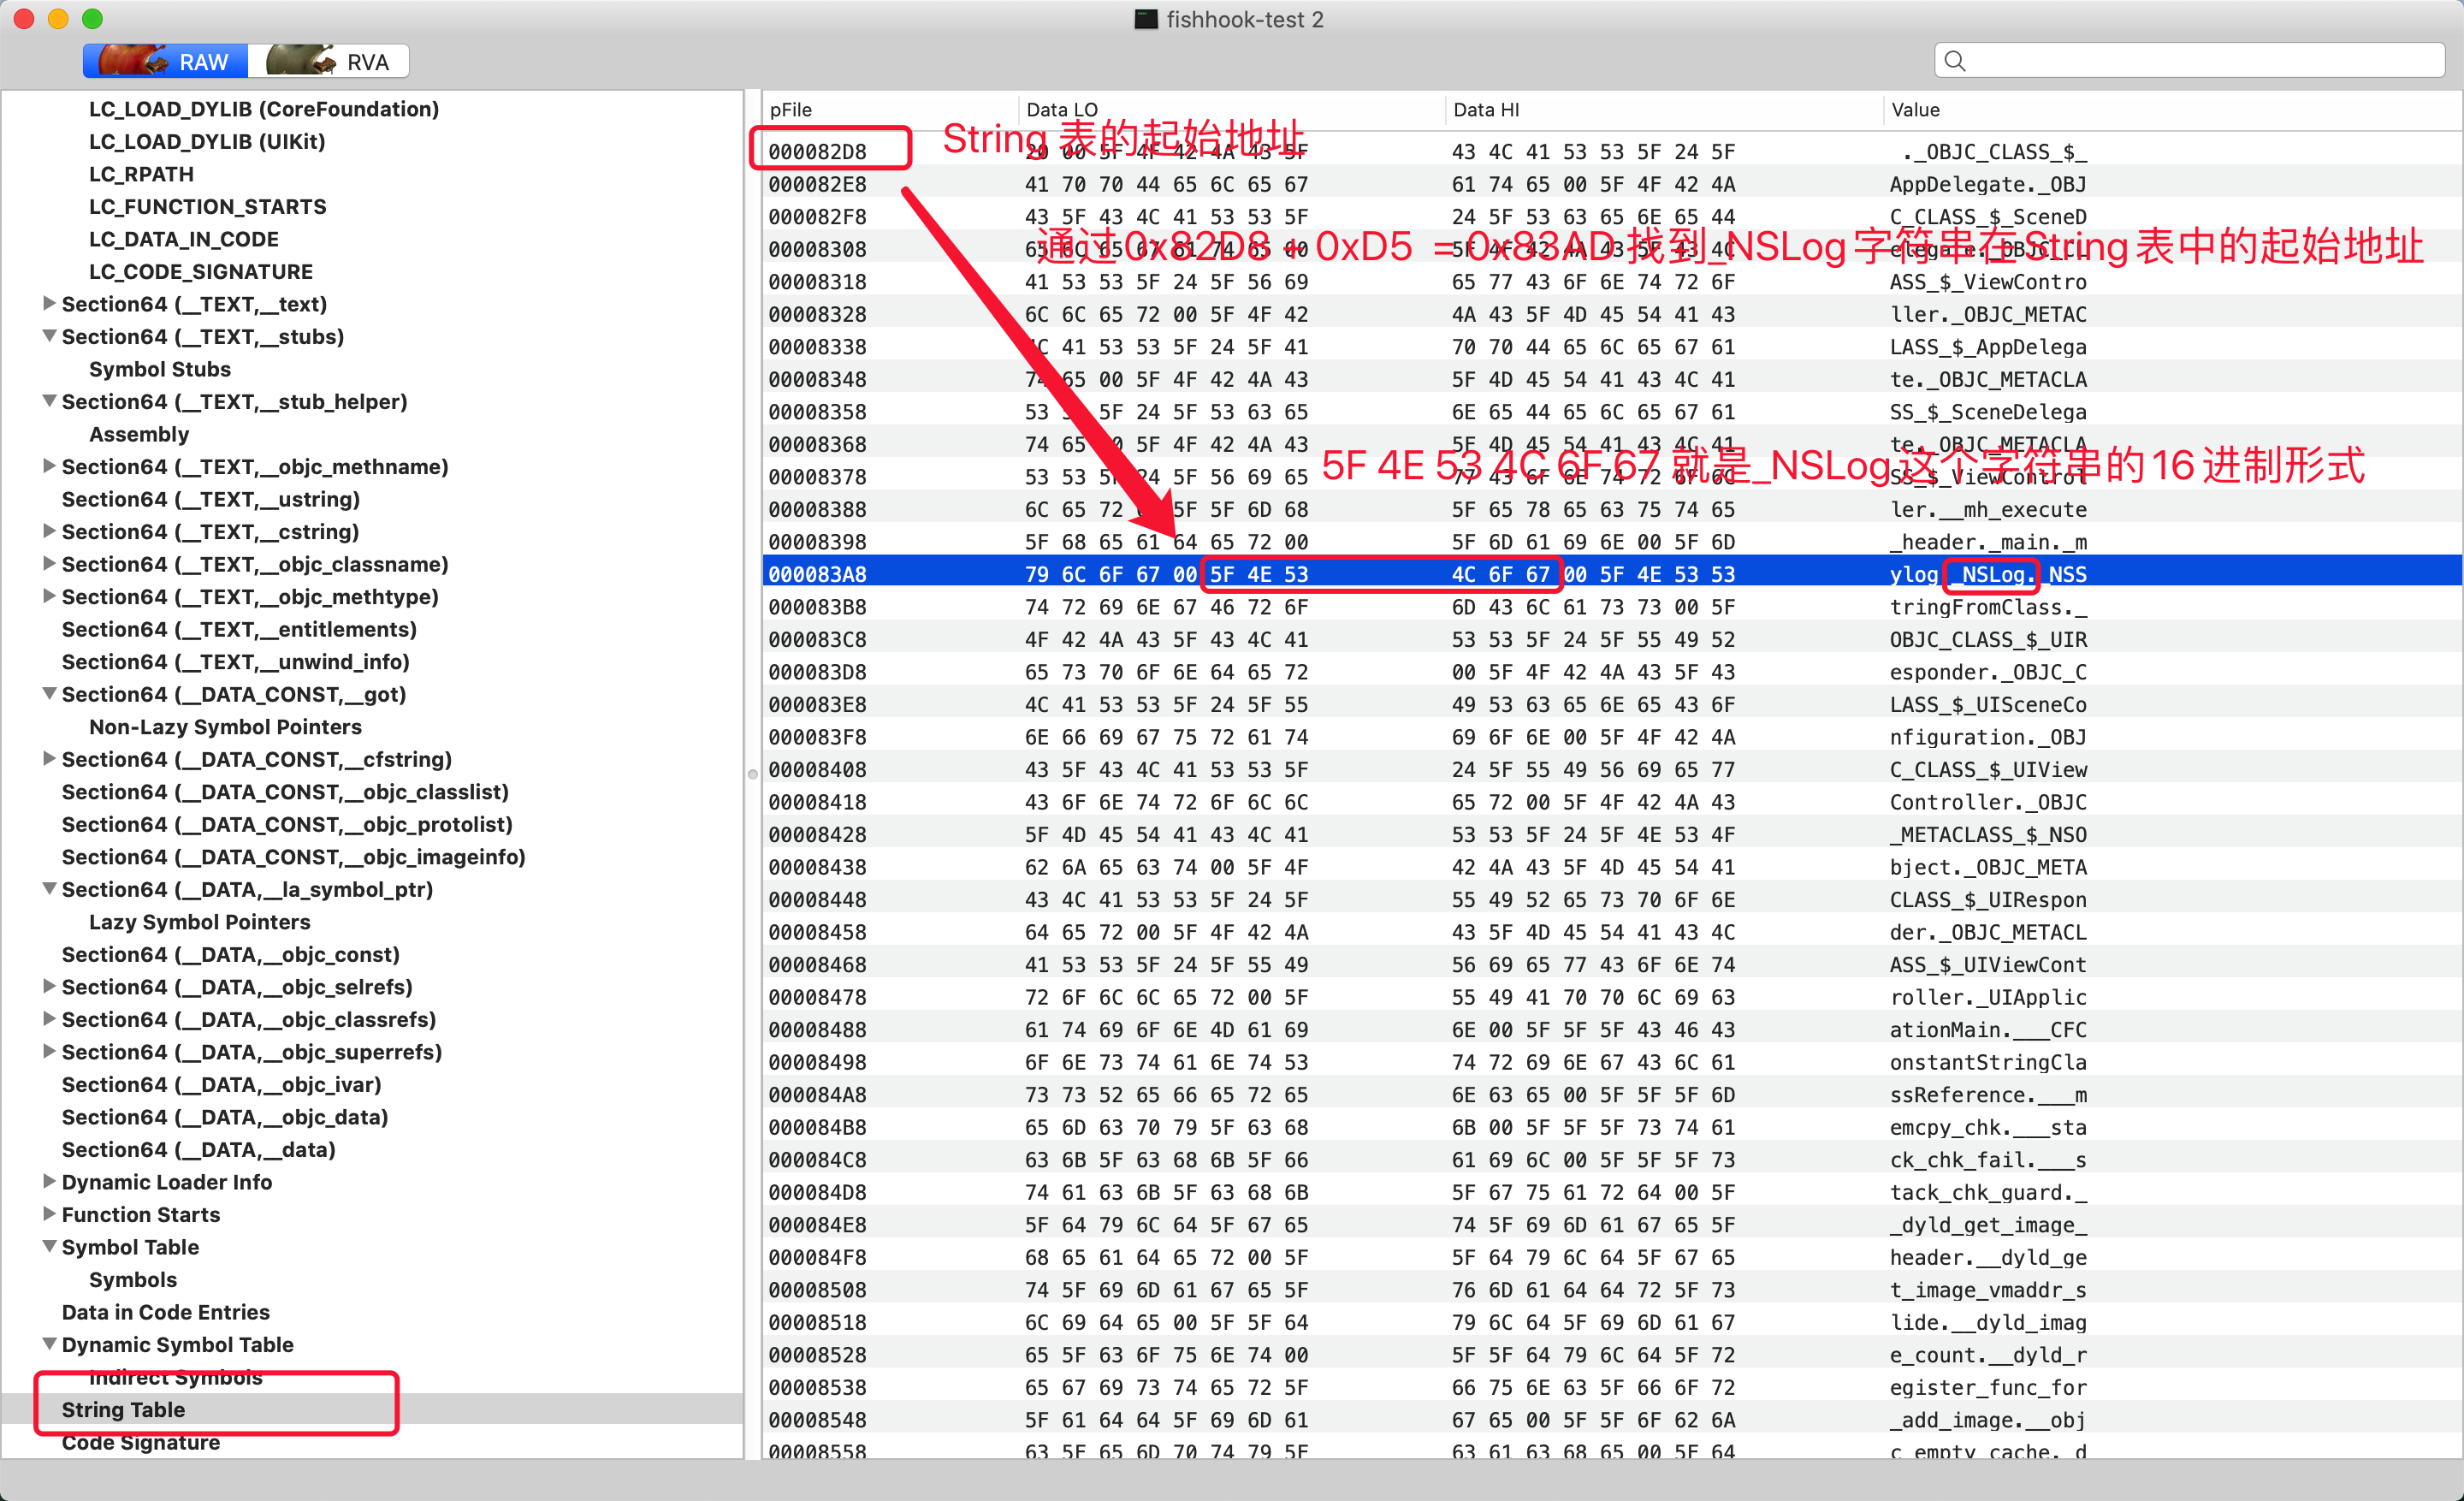 fishhook-test 2
RAW RVA
LC_LOAD_DYLIB (CoreFoundation)
LC_LOAD_DYLIB (UIKit)
LC_RPATH
LC_FUNCTION_STARTS
LC_DATA_IN_CODE
LC_CODE_SIGNATURE
Section64 (__TEXT,__text)
Section64 (__TEXT,__stubs)
Symbol Stubs
Section64 (__TEXT,__stub_helper)
Assembly
Section64 (__TEXT,__objc_methname)
Section64 (__TEXT,__ustring)
Section64 (__TEXT,__cstring)
Section64 (__TEXT,__objc_classname)
Section64 (__TEXT,__objc_methtype)
Section64 (__TEXT,__entitlements)
Section64 (__TEXT,__unwind_info)
Section64 (__DATA_CONST,__got)
Non-Lazy Symbol Pointers
Section64 (__DATA_CONST,__cfstring)
Section64 (__DATA_CONST,__objc_classlist)
Section64 (__DATA_CONST,__objc_protolist)
Section64 (__DATA_CONST,__objc_imageinfo)
Section64 (__DATA,__la_symbol_ptr)
Lazy Symbol Pointers
Section64 (__DATA,__objc_const)
Section64 (__DATA,__objc_selrefs)
Section64 (__DATA,__objc_classrefs)
Section64 (__DATA,__objc_superrefs)
Section64 (__DATA,__objc_ivar)
Section64 (__DATA,__objc_data)
Section64 (__DATA,__data)
Dynamic Loader Info
Function Starts
Symbol Table
Symbols
Data in Code Entries
Dynamic Symbol Table
Indirect Symbols
String Table
Code Signature
pFile Data LO Data HI Value
String 表的起始地址
000082D8 00 5F 4F 42 4A 43 5F 43 4C 41 53 53 5F 24 5F ._OBJC_CLASS_$_
000082E8 41 70 70 44 65 6C 65 67 61 74 65 00 5F 4F 42 4A AppDelegate._OBJ
000082F8 43 5F 43 4C 41 53 53 5F 24 5F 53 63 65 6E 65 44 C_CLASS_$_SceneD
通过 0x82D8 + 0xD5 = 0x83AD 找到_NSLog 字符串在 String 表中的起始地址
00008308 65 6C 65 67 61 74 65 00 5F 4F 42 4A 43 5F 43 4C elegate._OBJC_CL
00008318 41 53 53 5F 24 5F 56 69 65 77 43 6F 6E 74 72 6F ASS_$_ViewContro
00008328 6C 6C 65 72 00 5F 4F 42 4A 43 5F 4D 45 54 41 43 ller._OBJC_METAC
00008338 4C 41 53 53 5F 24 5F 41 70 70 44 65 6C 65 67 61 LASS_$_AppDelega
00008348 74 65 00 5F 4F 42 4A 43 5F 4D 45 54 41 43 4C 41 te._OBJC_METACLA
00008358 53 5F 24 5F 53 63 65 6E 65 44 65 6C 65 67 61 SS_$_SceneDelega
00008368 74 65 5F 4F 42 4A 43 5F 4D 45 54 41 43 4C 41 te._OBJC_METACLA
5F 4E 53 4C 6F 67 就是_NSLog 这个字符串的 16 进制形式
00008378 53 53 5F 24 5F 56 69 65 77 43 6F 6E 74 72 6F 6C SS_$_ViewControl
00008388 6C 65 72 5F 5F 6D 68 5F 65 78 65 63 75 74 65 ler.__mh_execute
00008398 5F 68 65 61 64 65 72 00 5F 6D 61 69 6E 00 5F 6D _header._main._m
000083A8 79 6C 6F 67 00 5F 4E 53 4C 6F 67 00 5F 4E 53 53 ylog _NSLog._NSS
000083B8 74 72 69 6E 67 46 72 6F 6D 43 6C 61 73 73 00 5F tringFromClass._
000083C8 4F 42 4A 43 5F 43 4C 41 53 53 5F 24 5F 55 49 52 OBJC_CLASS_$_UIR
000083D8 65 73 70 6F 6E 64 65 72 00 5F 4F 42 4A 43 5F 43 esponder._OBJC_C
000083E8 4C 41 53 53 5F 24 5F 55 49 53 63 65 6E 65 43 6F LASS_$_UISceneCo
000083F8 6E 66 69 67 75 72 61 74 69 6F 6E 00 5F 4F 42 4A nfiguration._OBJ
00008408 43 5F 43 4C 41 53 53 5F 24 5F 55 49 56 69 65 77 C_CLASS_$_UIView
00008418 43 6F 6E 74 72 6F 6C 6C 65 72 00 5F 4F 42 4A 43 Controller._OBJC
00008428 5F 4D 45 54 41 43 4C 41 53 53 5F 24 5F 4E 53 4F _METACLASS_$_NSO
00008438 62 6A 65 63 74 00 5F 4F 42 4A 43 5F 4D 45 54 41 bject._OBJC_META
00008448 43 4C 41 53 53 5F 24 5F 55 49 52 65 73 70 6F 6E CLASS_$_UIRespon
00008458 64 65 72 00 5F 4F 42 4A 43 5F 4D 45 54 41 43 4C der._OBJC_METACL
00008468 41 53 53 5F 24 5F 55 49 56 69 65 77 43 6F 6E 74 ASS_$_UIViewCont
00008478 72 6F 6C 6C 65 72 00 5F 55 49 41 70 70 6C 69 63 roller._UIApplic
00008488 61 74 69 6F 6E 4D 61 69 6E 00 5F 5F 5F 43 46 43 ationMain.___CFC
00008498 6F 6E 73 74 61 6E 74 53 74 72 69 6E 67 43 6C 61 onstantStringCla
000084A8 73 73 52 65 66 65 72 65 6E 63 65 00 5F 5F 5F 6D ssReference.___m
000084B8 65 6D 63 70 79 5F 63 68 6B 00 5F 5F 5F 73 74 61 emcpy_chk.___sta
000084C8 63 6B 5F 63 68 6B 5F 66 61 69 6C 00 5F 5F 5F 73 ck_chk_fail.___s
000084D8 74 61 63 6B 5F 63 68 6B 5F 67 75 61 72 64 00 5F tack_chk_guard._
000084E8 5F 64 79 6C 64 5F 67 65 74 5F 69 6D 61 67 65 5F _dyld_get_image_
000084F8 68 65 61 64 65 72 00 5F 5F 64 79 6C 64 5F 67 65 header.__dyld_ge
00008508 74 5F 69 6D 61 67 65 5F 76 6D 61 64 64 72 5F 73 t_image_vmaddr_s
00008518 6C 69 64 65 00 5F 5F 64 79 6C 64 5F 69 6D 61 67 lide.__dyld_imag
00008528 65 5F 63 6F 75 6E 74 00 5F 5F 64 79 6C 64 5F 72 e_count.__dyld_r
00008538 65 67 69 73 74 65 72 5F 66 75 6E 63 5F 66 6F 72 egister_func_for
00008548 5F 61 64 64 5F 69 6D 61 67 65 00 5F 5F 6F 62 6A _add_image.__obj
00008558 63 5F 65 6D 70 74 79 5F 63 61 63 68 65 00 5F 64 c_empty_cache._d